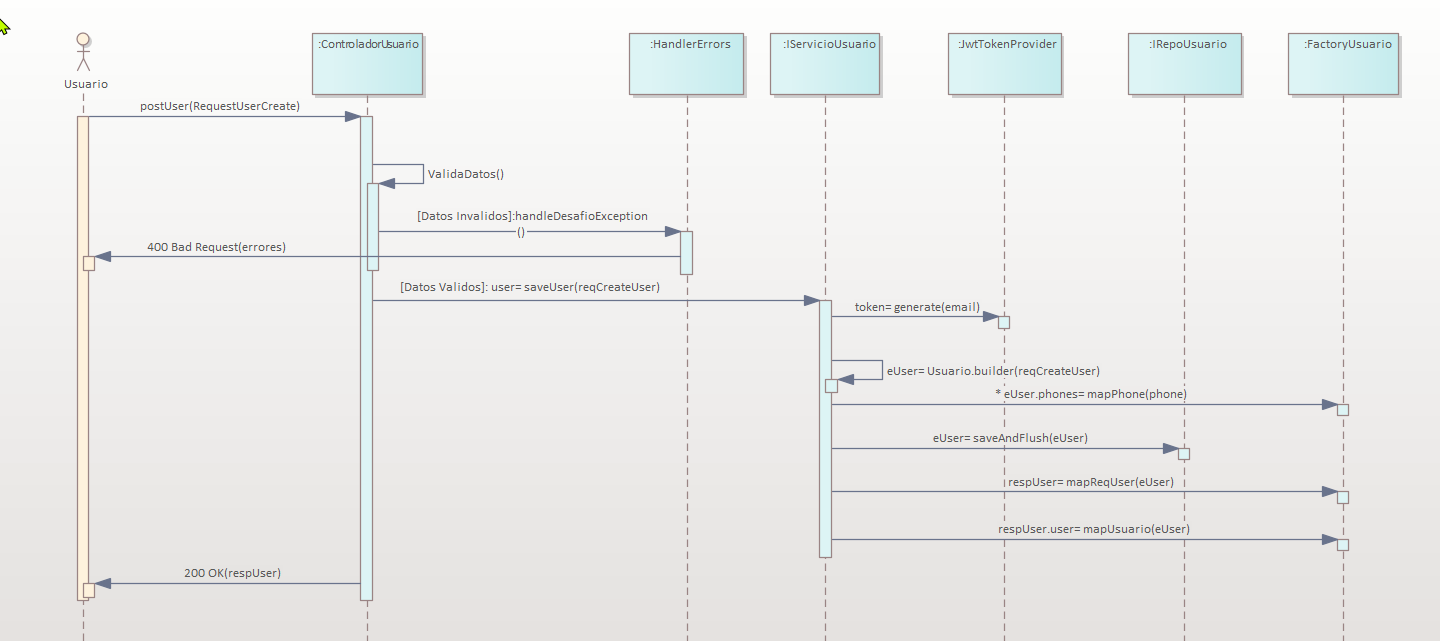 Usuario
:ControladorUsuario
:HandlerErrors
:IServicioUsuario
:JwtTokenProvider
:IRepoUsuario
:FactoryUsuario
postUser(RequestUserCreate)
ValidaDatos()
[Datos Invalidos]:handleDesafioException
()
400 Bad Request(errores)
[Datos Validos]: user= saveUser(reqCreateUser)
token= generate(email)
eUser= Usuario.builder(reqCreateUser)
* eUser.phones= mapPhone(phone)
eUser= saveAndFlush(eUser)
respUser= mapReqUser(eUser)
respUser.user= mapUsuario(eUser)
200 OK(respUser)